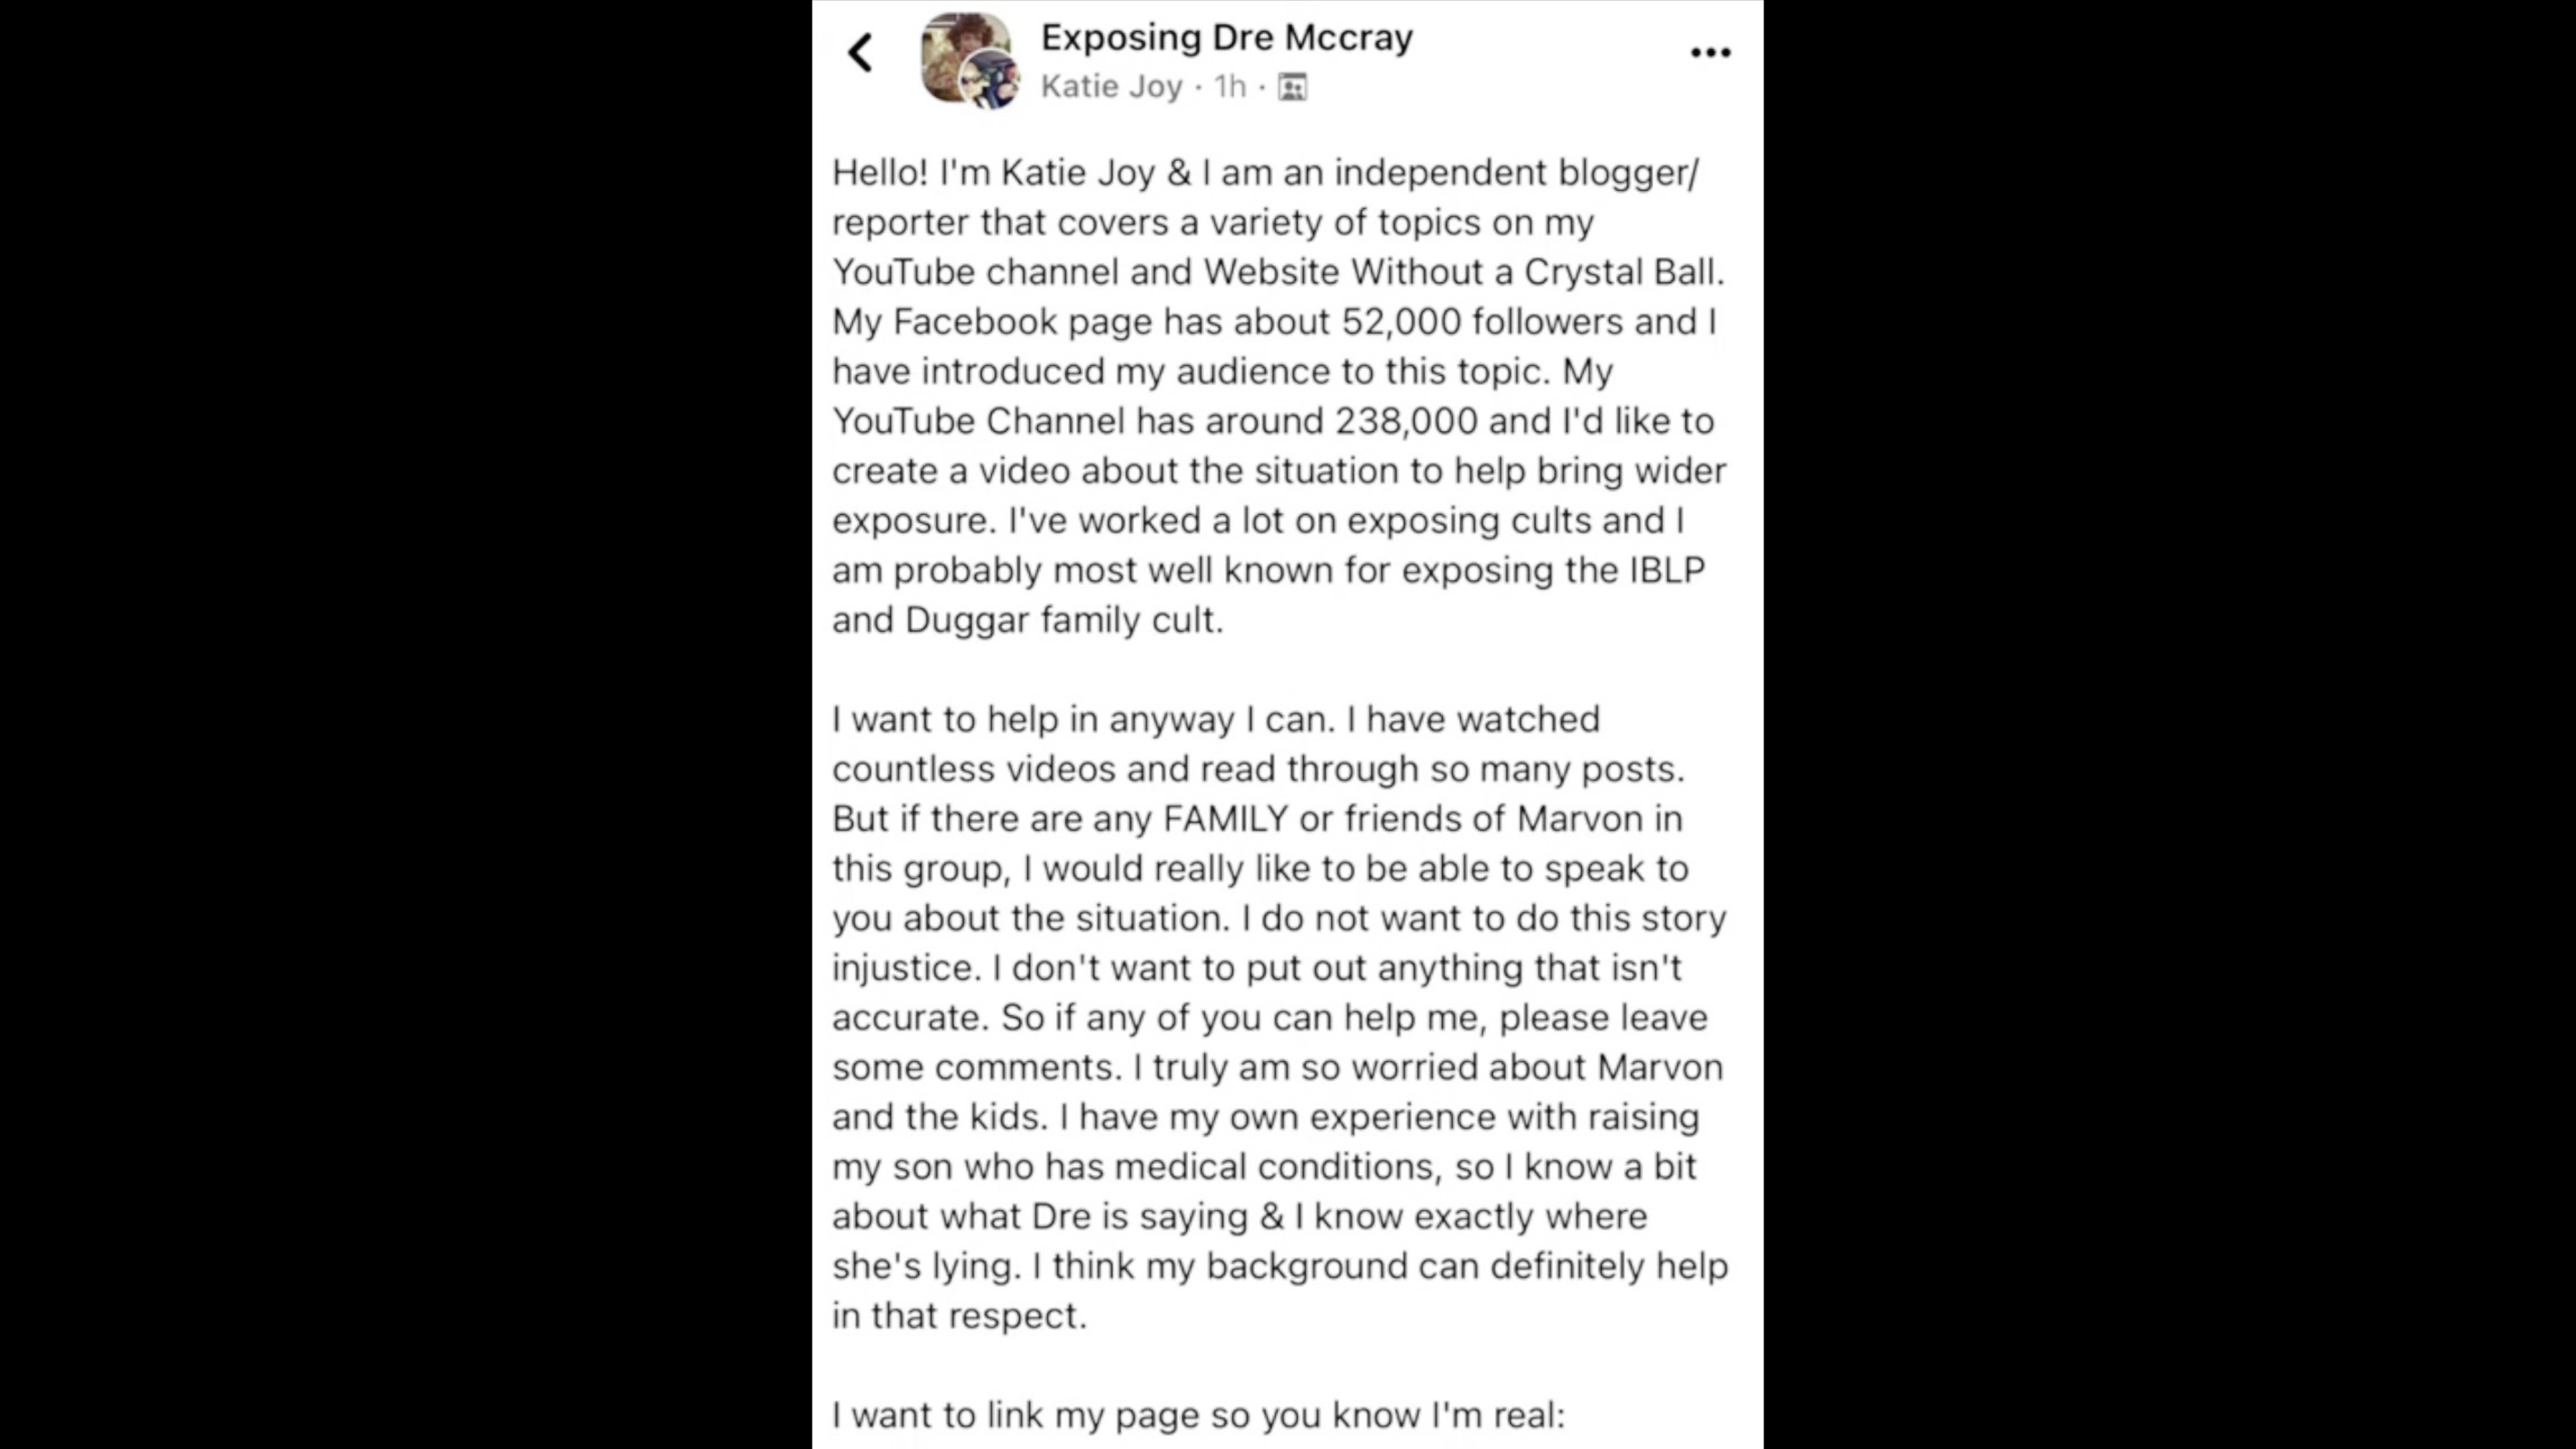 Exposing Dre Mccray
Katie Joy · 1h ·
Hello! I'm Katie Joy & I am an independent blogger/
reporter that covers a variety of topics on my
YouTube channel and Website Without a Crystal Ball.
My Facebook page has about 52,000 followers and I
have introduced my audience to this topic. My
YouTube Channel has around 238,000 and I'd like to
create a video about the situation to help bring wider
exposure. I've worked a lot on exposing cults and I
am probably most well known for exposing the IBLP
and Duggar family cult.
I want to help in anyway I can. I have watched
countless videos and read through so many posts.
But if there are any FAMILY or friends of Marvon in
this group, I would really like to be able to speak to
you about the situation. I do not want to do this story
injustice. I don't want to put out anything that isn't
accurate. So if any of you can help me, please leave
some comments. I truly am so worried about Marvon
and the kids. I have my own experience with raising
my son who has medical conditions, so I know a bit
about what Dre is saying & I know exactly where
she's lying. I think my background can definitely help
in that respect.
I want to link my page so you know I'm real: